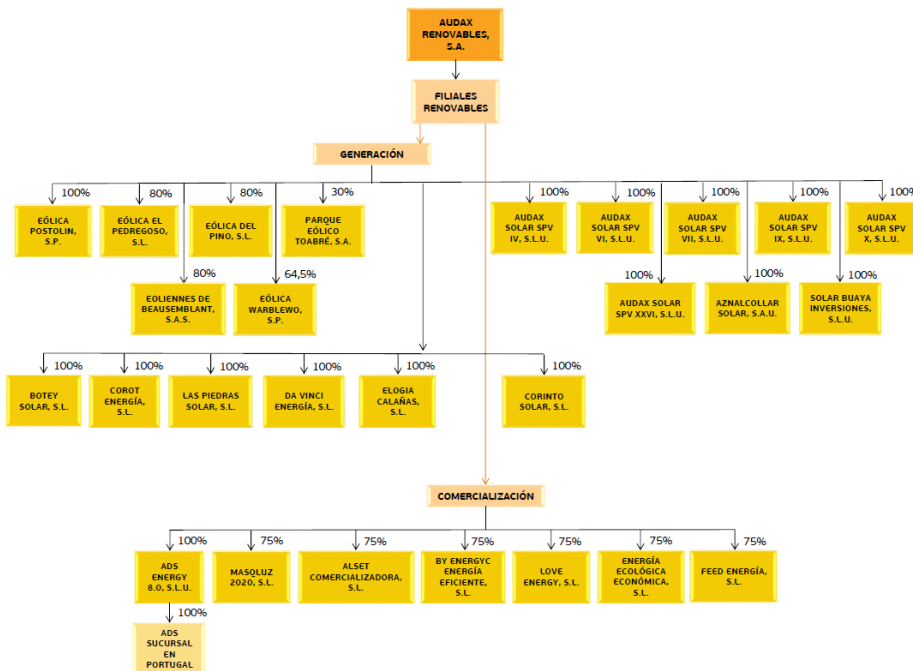 AUDAX
RENOVABLES,
S.A.
FILIALES
RENOVABLES
GENERACIÓN
100%
80%
80%
30%
100%
100%
100%
100%
100%
EÓLICA
POSTOLIN,
S.P.
EÓLICA EL
PEDREGOSO,
S.L.
EÓLICA DEL
PINO, S.L.
PARQUE
EÓLICO
TOABRÉ, S.A.
AUDAX
SOLAR SPV
IV, S.L.U.
AUDAX
SOLAR SPV
VI, S.L.U.
AUDAX
SOLAR SPV
VII, S.L.U.
AUDAX
SOLAR SPV
IX, S.L.U.
AUDAX
SOLAR SPV
X, S.L.U.
80%
64,5%
100%
100%
100%
EOLIENNES DE
BEAUSEMBLANT,
S.A.S.
EÓLICA
WARBLEWO,
S.P.
AUDAX SOLAR
SPV XXVI, S.L.U.
AZNALCOLLAR
SOLAR, S.A.U.
SOLAR BUAYA
INVERSIONES,
S.L.U.
100%
100%
100%
100%
100%
100%
BOTEY
SOLAR, S.L.
COROT
ENERGÍA,
S.L.
LAS PIEDRAS
SOLAR, S.L.
DA VINCI
ENERGÍA, S.L.
ELOGIA
CALAÑAS,
S.L.
CORINTO
SOLAR, S.L.
COMERCIALIZACIÓN
100%
75%
75%
75%
75%
75%
75%
ADS
ENERGY
8.0, S.L.U.
MASQLUZ
2020, S.L.
ALSET
COMERCIALIZADORA,
S.L.
BY ENERGYC
ENERGÍA
EFICIENTE,
S.L.
LOVE
ENERGY, S.L.
ENERGÍA
ECOLÓGICA
ECONÓMICA,
S.L.
FEED ENERGÍA,
S.L.
100%
ADS
SUCURSAL
EN
PORTUGAL